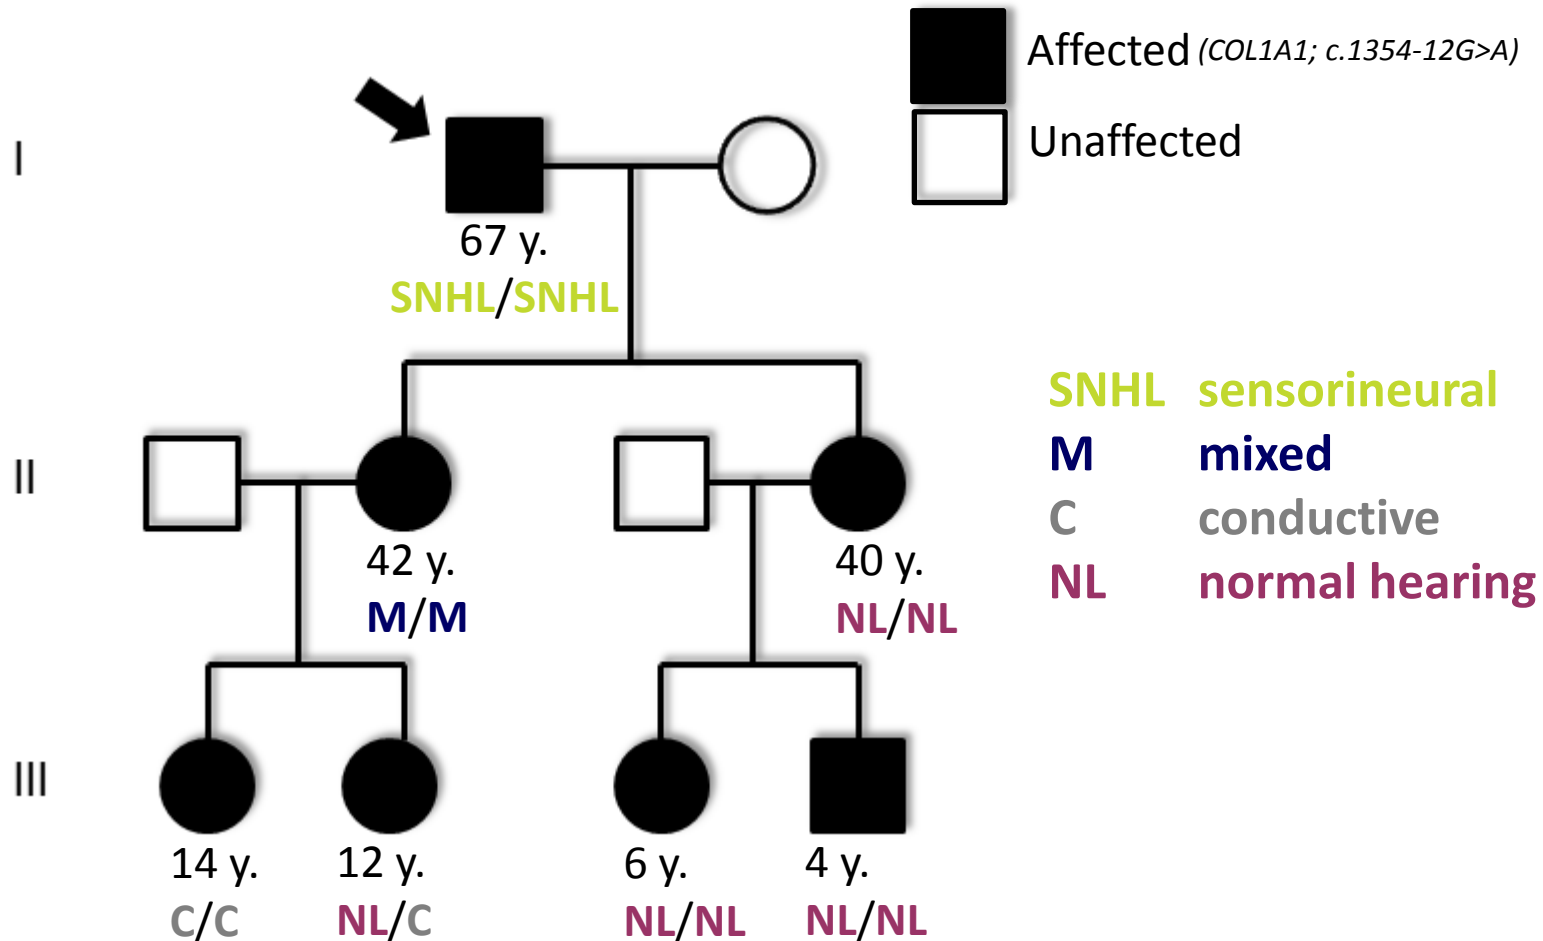 Affected (COL1A1; c.1354-12G>A)
Unaffected
I
67 y.
SNHL/SNHL
SNHL sensorineural
M mixed
C conductive
NL normal hearing
II
42 y.
M/M
40 y.
NL/NL
III
14 y.
C/C
12 y.
NL/C
6 y.
NL/NL
4 y.
NL/NL